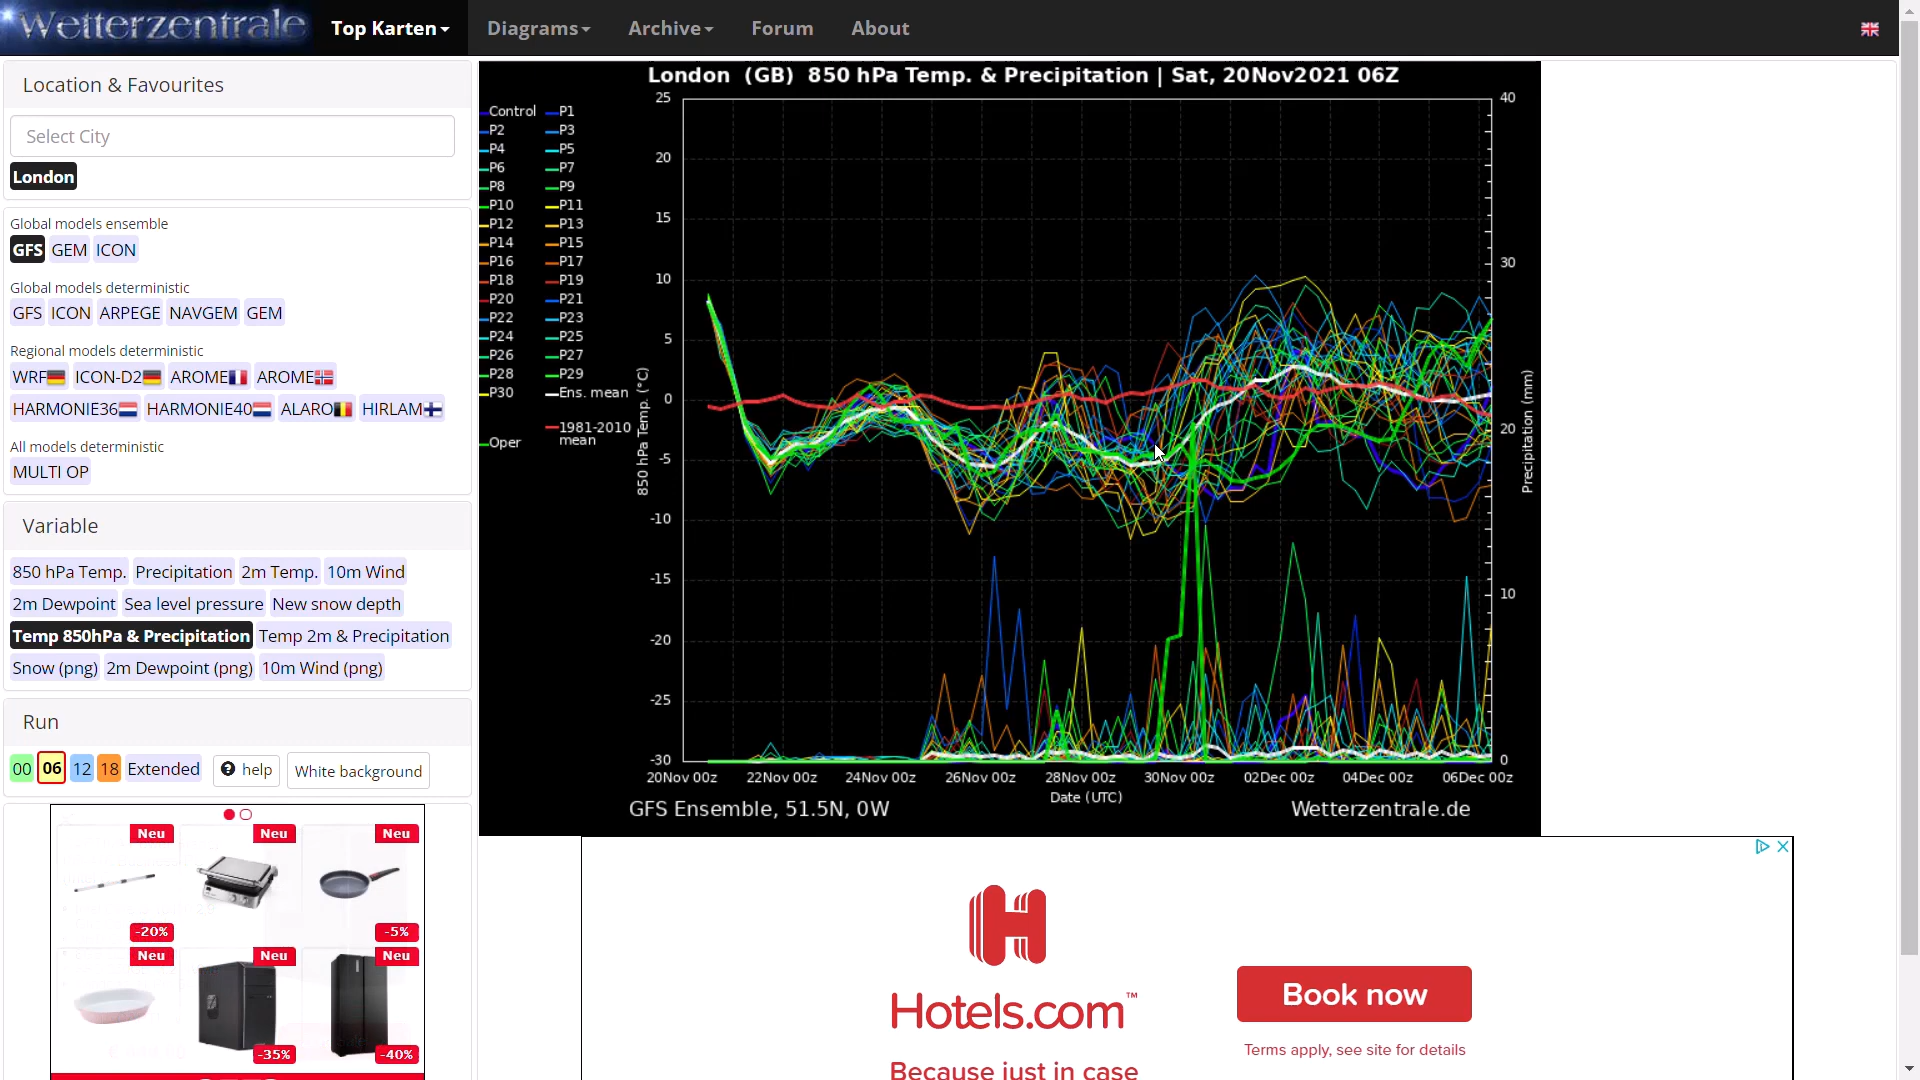 Wetterzentrale
Top Karten
Diagrams
Archive
Forum
About
Location & Favourites
Select City
London
Global models ensemble
GFS GEM ICON
Global models deterministic
GFS ICON ARPEGE NAVGEM GEM
Regional models deterministic
WRF ICON-D2 AROME AROME
HARMONIE36 HARMONIE40 ALARO HIRLAM
All models deterministic
MULTI OP
Variable
850 hPa Temp. Precipitation 2m Temp. 10m Wind
2m Dewpoint Sea level pressure New snow depth
Temp 850hPa & Precipitation Temp 2m & Precipitation
Snow (png) 2m Dewpoint (png) 10m Wind (png)
Run
00 06 12 18 Extended ? help White background
London (GB) 850 hPa Temp. & Precipitation | Sat, 20Nov2021 06Z
Control P1
P2 P3
P4 P5
P6 P7
P8 P9
P10 P11
P12 P13
P14 P15
P16 P17
P18 P19
P20 P21
P22 P23
P24 P25
P26 P27
P28 P29
P30 Ens. mean
1981-2010
mean
Oper
850 hPa Temp. (°C)
25
20
15
10
5
0
-5
-10
-15
-20
-25
-30
40
30
20
10
0
Precipitation (mm)
20Nov 00z 22Nov 00z 24Nov 00z 26Nov 00z 28Nov 00z 30Nov 00z 02Dec 00z 04Dec 00z 06Dec 00z
Date (UTC)
GFS Ensemble, 51.5N, 0W
Wetterzentrale.de
Neu Neu Neu
-20% -5%
Neu Neu Neu
-35% -40%
Hotels.com™
Because just in case
Book now
Terms apply, see site for details